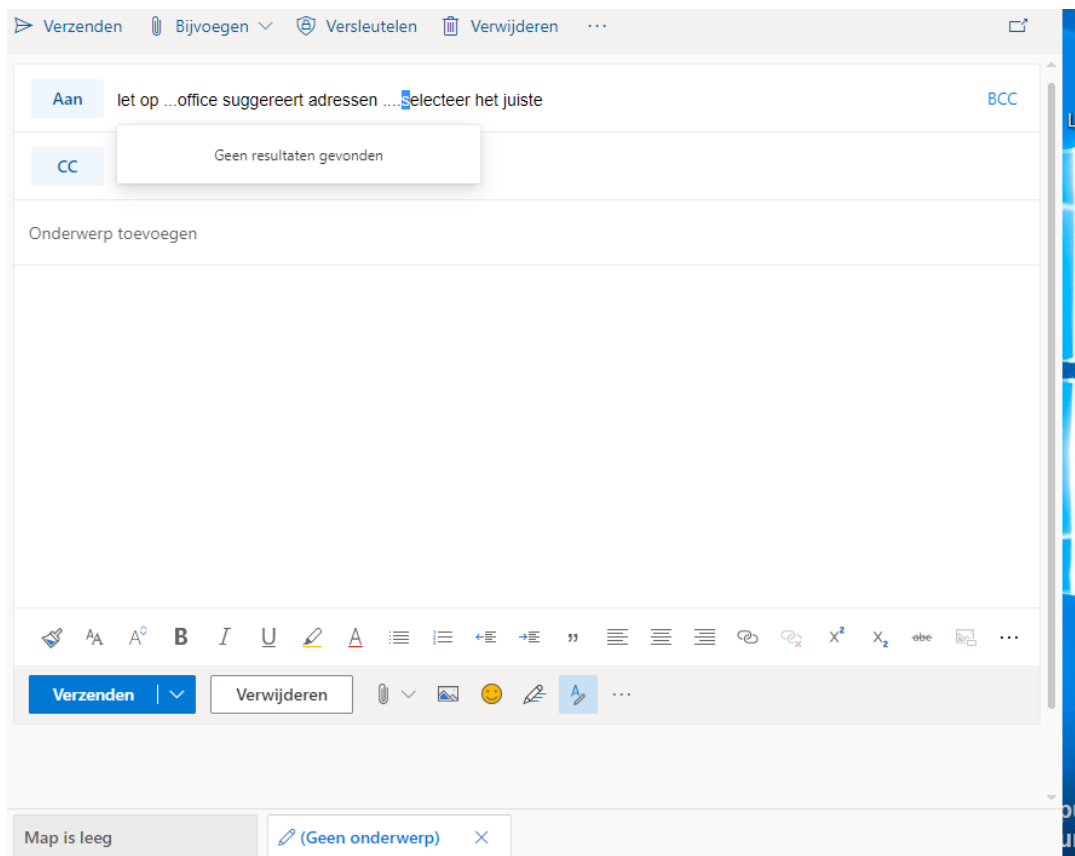 Verzenden Bijvoegen Versleutelen Verwijderen ...
Aan let op ...office suggereert adressen ....selecteer het juiste BCC
CC Geen resultaten gevonden
Onderwerp toevoegen
Verzenden Verwijderen ...
Map is leeg (Geen onderwerp)